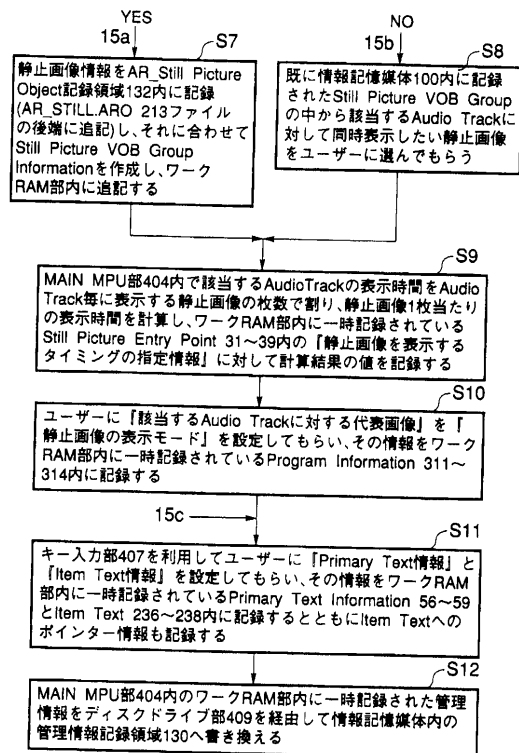 YES
15a
S7
静止画像情報をAR_Still Picture
Object記録領域132内に記録
(AR_STILL.ARO 213ファイル
の後端に追記)し、それに合わせて
Still Picture VOB Group
Informationを作成し、ワーク
RAM部内に追記する
NO
15b
S8
既に情報記憶媒体100内に記録
されたStill Picture VOB Group
の中から該当するAudio Trackに
対して同時表示したい静止画像
をユーザーに選んでもらう
S9
MAIN MPU部404内で該当するAudioTrackの表示時間をAudio
Track毎に表示する静止画像の枚数で割り、静止画像1枚当たり
の表示時間を計算し、ワークRAM部内に一時記録されている
Still Picture Entry Point 31～39内の『静止画像を表示する
タイミングの指定情報』に対して計算結果の値を記録する
S10
ユーザーに『該当するAudio Trackに対する代表画像』を『
静止画像の表示モード』を設定してもらい、その情報をワーク
RAM部内に一時記録されているProgram Information 311～
314内に記録する
15c
S11
キー入力部407を利用してユーザーに『Primary Text情報』と
『Item Text情報』を設定してもらい、その情報をワークRAM
部内に一時記録されているPrimary Text Information 56～59
とItem Text 236～238内に記録するとともにItem Textへの
ポインター情報も記録する
S12
MAIN MPU部404内のワークRAM部内に一時記録された管理
情報をディスクドライブ部409を経由して情報記憶媒体内の
管理情報記録領域130へ書き換える